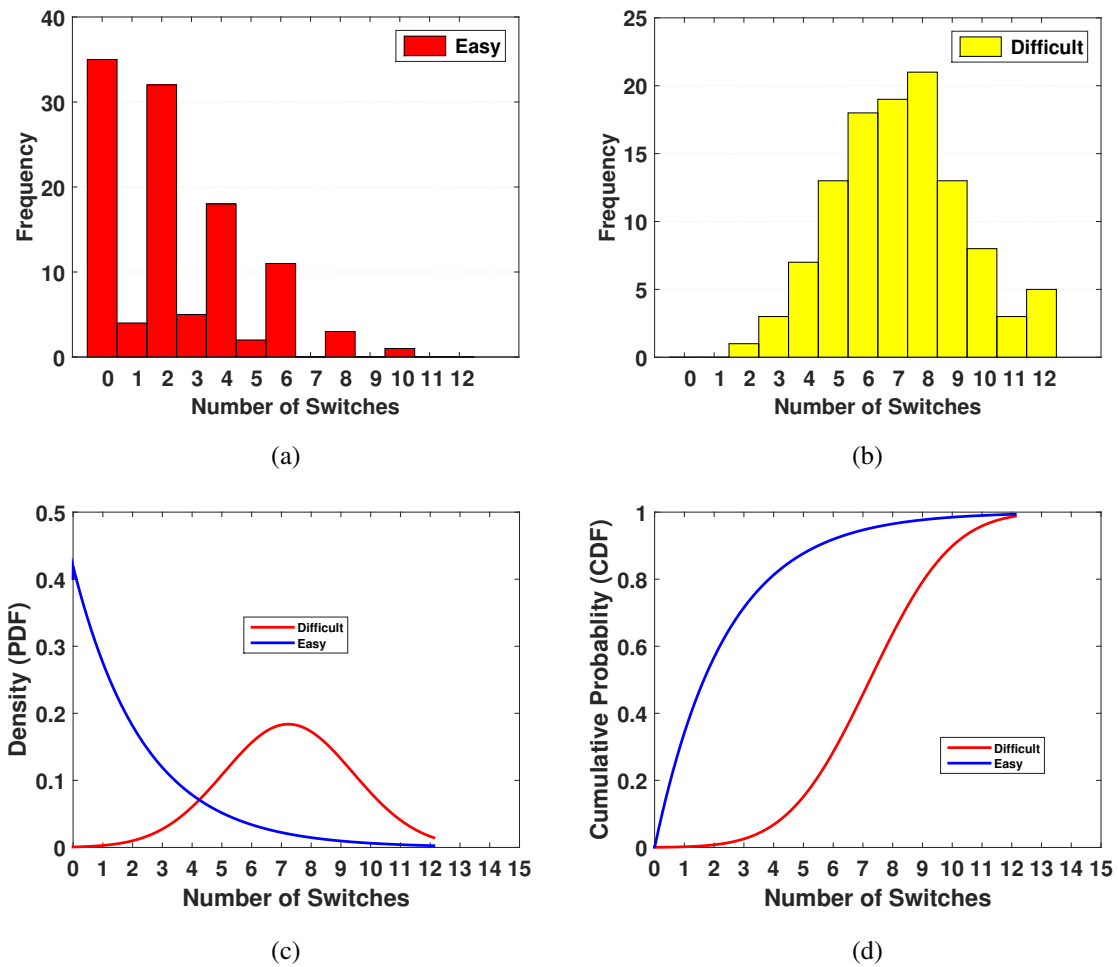 40
30
20
10
0
Frequency
Easy
0 1 2 3 4 5 6 7 8 9 10 11 12
Number of Switches
(a)
25
20
15
10
5
0
Frequency
Difficult
0 1 2 3 4 5 6 7 8 9 10 11 12
Number of Switches
(b)
0.5
0.4
0.3
0.2
0.1
0
Density (PDF)
Difficult
Easy
0 1 2 3 4 5 6 7 8 9 10 11 12 13 14 15
Number of Switches
(c)
1
0.8
0.6
0.4
0.2
0
Cumulative Probablity (CDF)
Difficult
Easy
0 1 2 3 4 5 6 7 8 9 10 11 12 13 14 15
Number of Switches
(d)